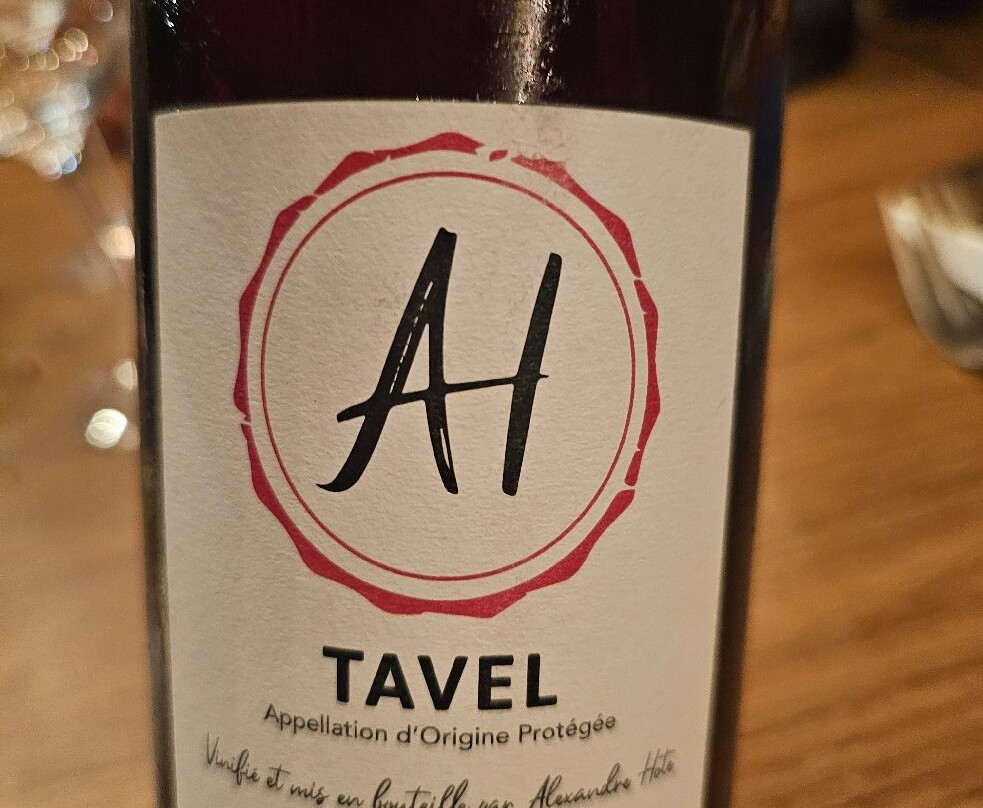 AH
TAVEL
Appellation d'Origine Protégée
Vinifié et mis en bouteille par Alexandre Hote